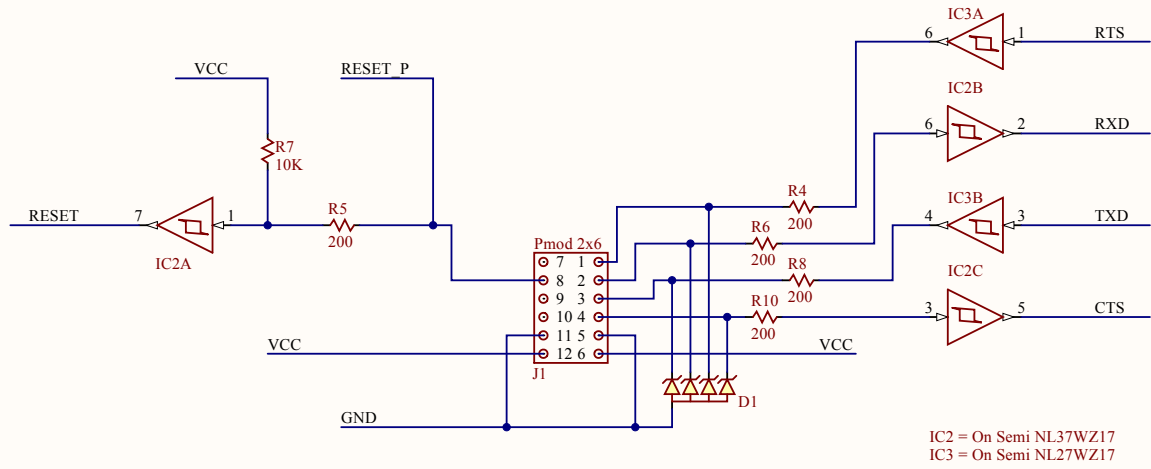 IC3A
6
1
RTS
VCC
RESET_P
IC2B
6
2
RXD
R7
10K
R4
200
IC3B
4
3
TXD
RESET
7
1
R5
200
IC2A
R6
200
Pmod 2x6
7 1
8 2
9 3
10 4
11 5
12 6
J1
R8
200
IC2C
3
5
CTS
R10
200
VCC
VCC
D1
GND
IC2 = On Semi NL37WZ17
IC3 = On Semi NL27WZ17